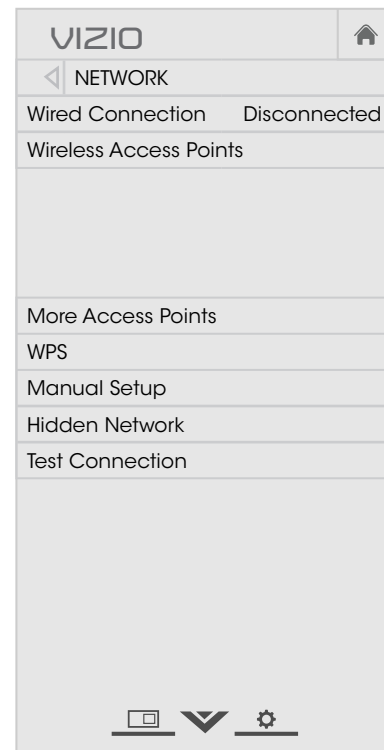 VIZIO
NETWORK
Wired Connection Disconnected
Wireless Access Points
More Access Points
WPS
Manual Setup
Hidden Network
Test Connection